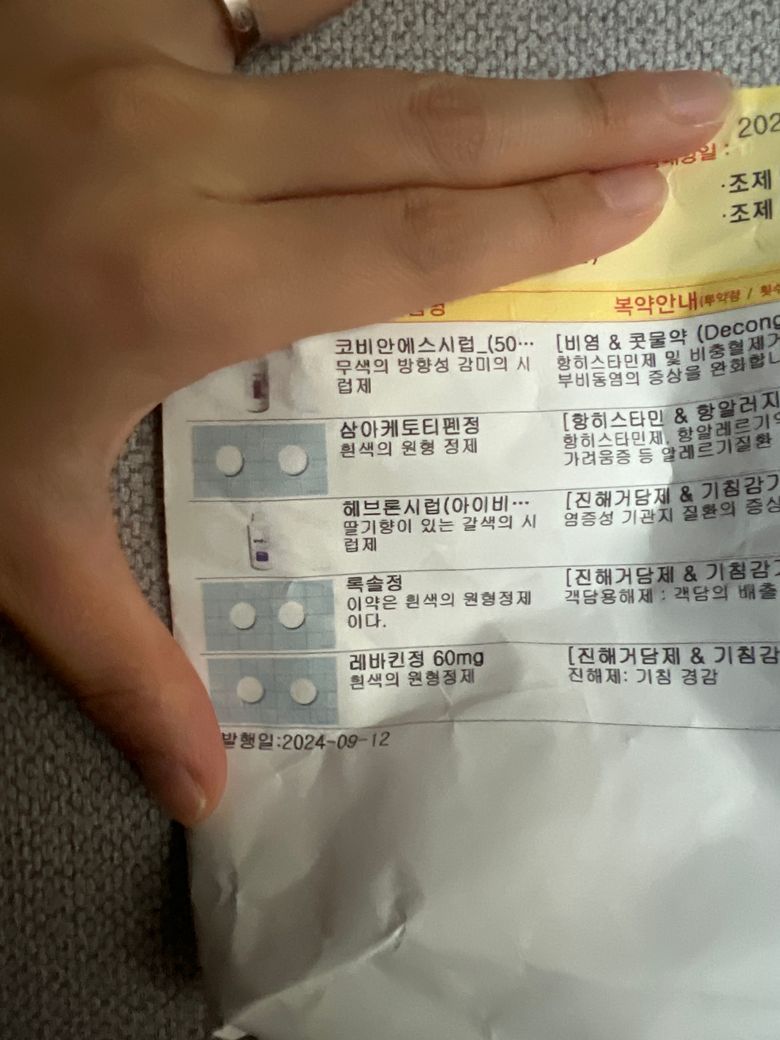 202
·조제
·조제
복약안내(투약량 / 횟수
코비안에스시럽_(50… [비염 & 콧물약 (Decong
무색의 방향성 감미의 시 항히스타민제 및 비충혈제거
럽제 부비동염의 증상을 완화합니
삼아케토티펜정 [항히스타민 & 항알러지
흰색의 원형 정제 항히스타민제, 항알레르기약
가려움증 등 알레르기질환
헤브론시럽(아이비… [진해거담제 & 기침감기
딸기향이 있는 갈색의 시 염증성 기관지 질환의 증상
럽제
록솔정 [진해거담제 & 기침감기
이약은 흰색의 원형정제 객담용해제 : 객담의 배출
이다.
레바킨정 60mg [진해거담제 & 기침감
흰색의 원형정제 진해제: 기침 경감
발행일:2024-09-12